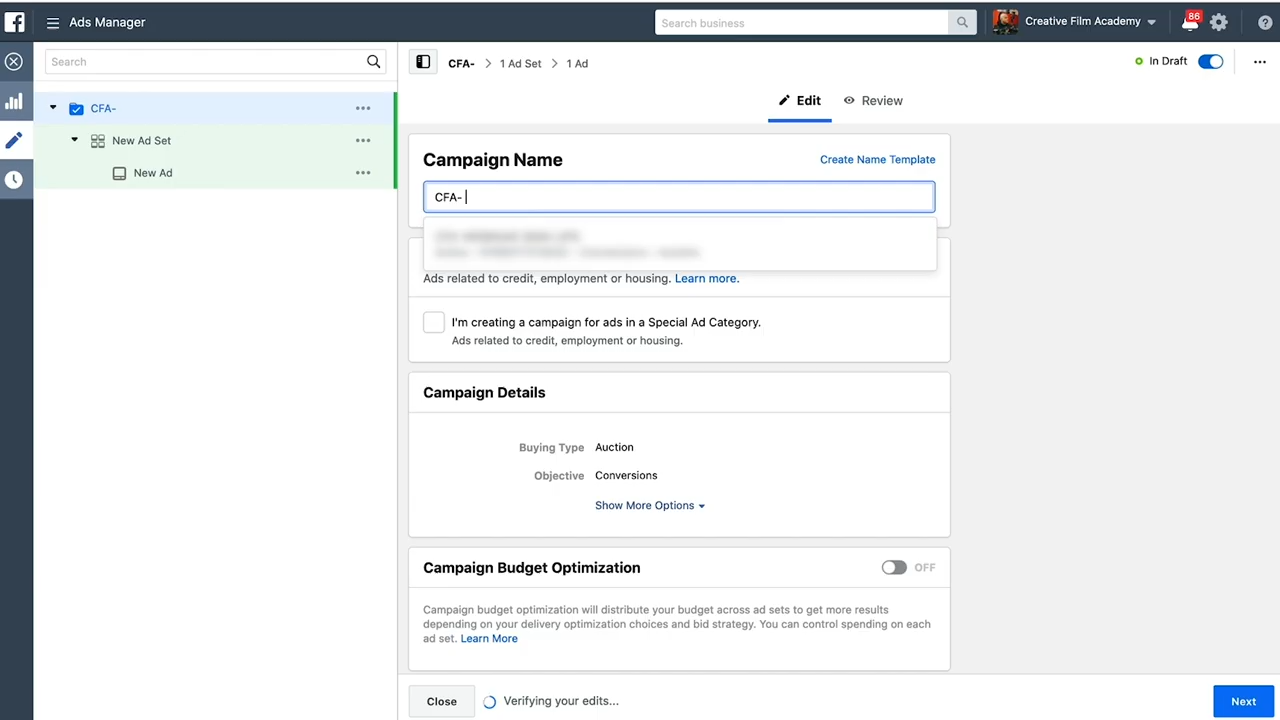 Ads Manager
Search business
Creative Film Academy
86
Search
CFA- > 1 Ad Set > 1 Ad
In Draft
CFA-
New Ad Set
New Ad
Edit
Review
Campaign Name
Create Name Template
CFA-
Ads related to credit, employment or housing. Learn more.
I'm creating a campaign for ads in a Special Ad Category.
Ads related to credit, employment or housing.
Campaign Details
Buying Type Auction
Objective Conversions
Show More Options
Campaign Budget Optimization
OFF
Campaign budget optimization will distribute your budget across ad sets to get more results
depending on your delivery optimization choices and bid strategy. You can control spending on each
ad set. Learn More
Close
Verifying your edits...
Next